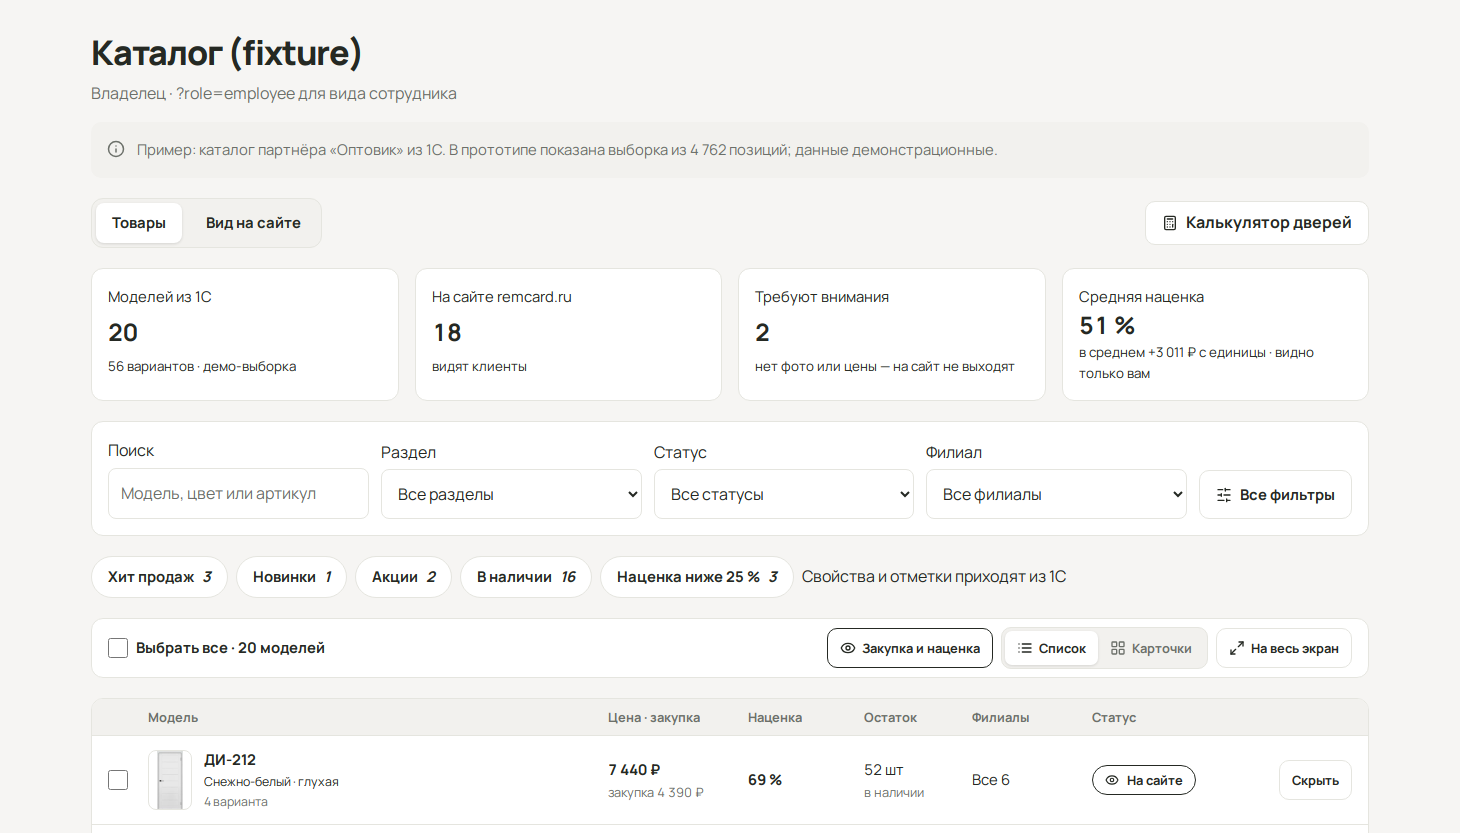 Каталог (fixture)
Владелец · ?role=employee для вида сотрудника
Пример: каталог партнёра «Оптовик» из 1С. В прототипе показана выборка из 4 762 позиций; данные демонстрационные.
Товары
Вид на сайте
Калькулятор дверей
Моделей из 1С
20
56 вариантов · демо-выборка
На сайте remcard.ru
18
видят клиенты
Требуют внимания
2
нет фото или цены — на сайт не выходят
Средняя наценка
51 %
в среднем +3 011 ₽ с единицы · видно
только вам
Поиск
Модель, цвет или артикул
Раздел
Все разделы
Статус
Все статусы
Филиал
Все филиалы
Все фильтры
Хит продаж 3
Новинки 1
Акции 2
В наличии 16
Наценка ниже 25 % 3
Свойства и отметки приходят из 1С
Выбрать все · 20 моделей
Закупка и наценка
Список
Карточки
На весь экран
Модель
Цена · закупка
Наценка
Остаток
Филиалы
Статус
ДИ-212
Снежно-белый · глухая
4 варианта
7 440 ₽
закупка 4 390 ₽
69 %
52 шт
в наличии
Все 6
На сайте
Скрыть